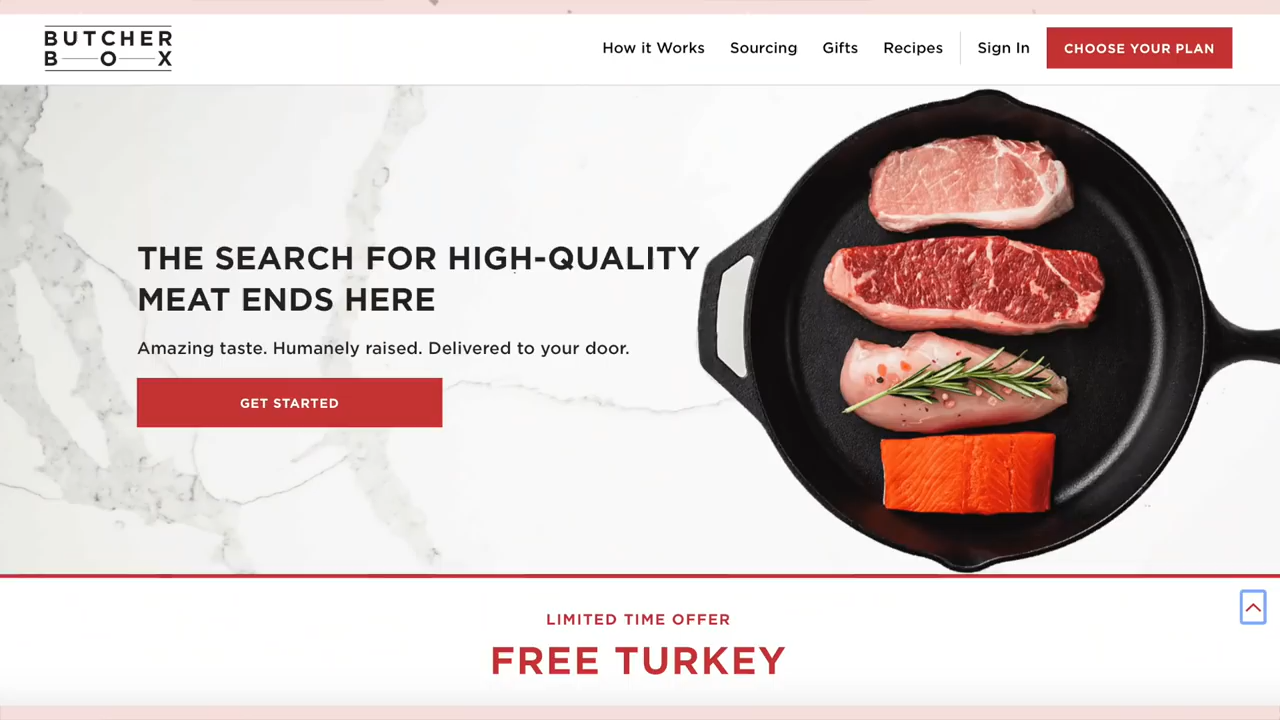 BUTCHER
BOX
How it Works
Sourcing
Gifts
Recipes
Sign In
CHOOSE YOUR PLAN
THE SEARCH FOR HIGH-QUALITY
MEAT ENDS HERE
Amazing taste. Humanely raised. Delivered to your door.
GET STARTED
LIMITED TIME OFFER
FREE TURKEY